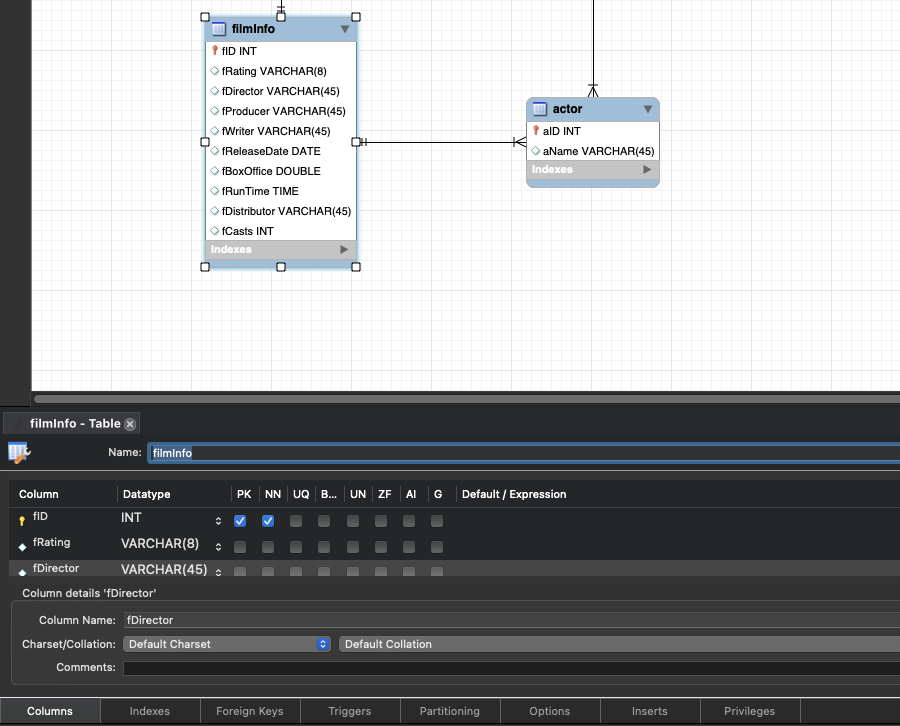 filmInfo
fID INT
fRating VARCHAR(8)
fDirector VARCHAR(45)
fProducer VARCHAR(45)
fWriter VARCHAR(45)
fReleaseDate DATE
fBoxOffice DOUBLE
fRunTime TIME
fDistributor VARCHAR(45)
fCasts INT
Indexes
actor
aID INT
aName VARCHAR(45)
Indexes
filmInfo - Table
Name: filmInfo
Column Datatype PK NN UQ B... UN ZF AI G Default / Expression
fID INT
fRating VARCHAR(8)
fDirector VARCHAR(45)
Column details 'fDirector'
Column Name: fDirector
Charset/Collation: Default Charset Default Collation
Comments:
Columns Indexes Foreign Keys Triggers Partitioning Options Inserts Privileges